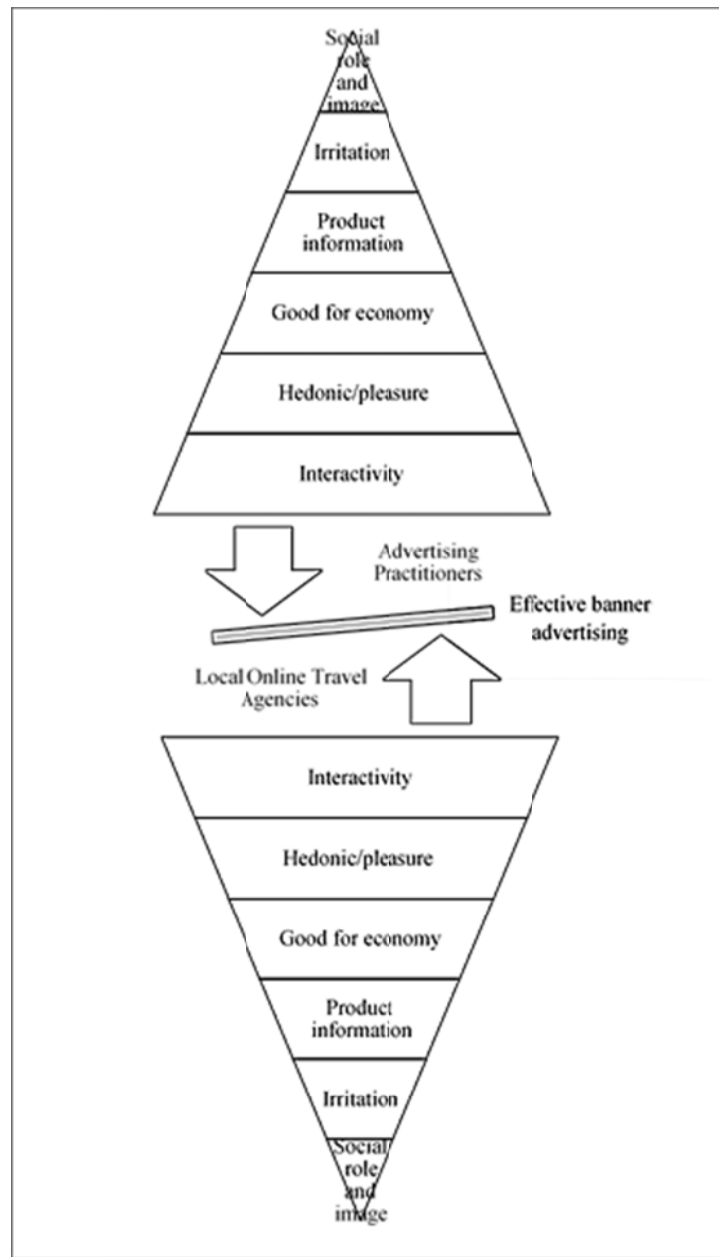 Social
role
and
image
Irritation
Product
information
Good for economy
Hedonic/pleasure
Interactivity
Advertising
Practitioners
Effective banner
advertising
Local Online Travel
Agencies
Interactivity
Hedonic/pleasure
Good for economy
Product
information
Irritation
Social
role
and
image